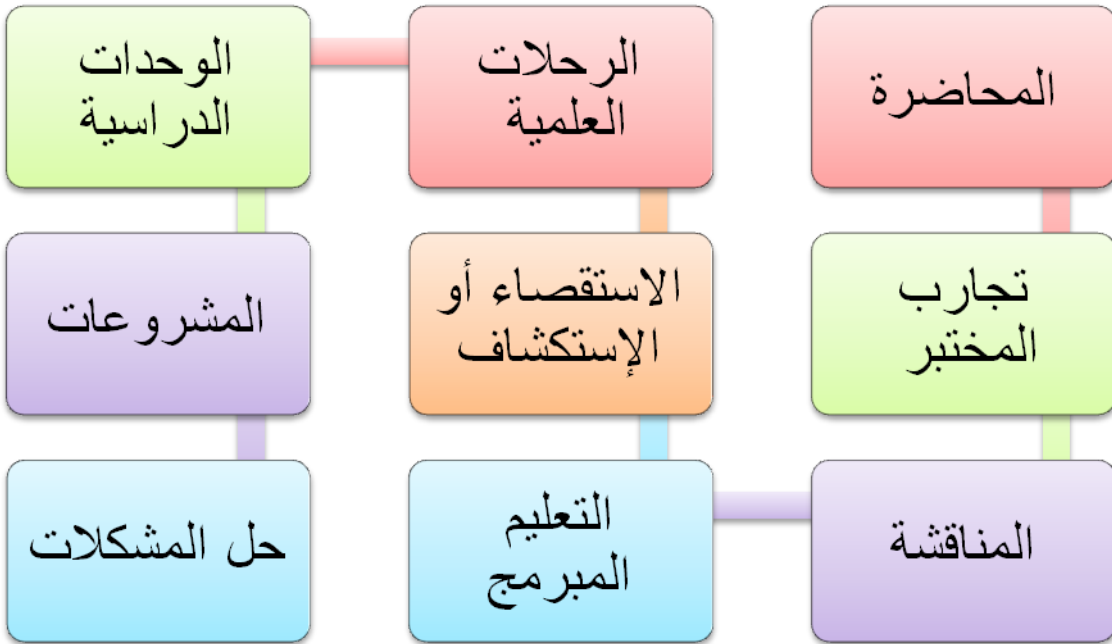 المحاضرة
تجارب
المختبر
المناقشة
التعليم
المبرمج
الاستقصاء أو
الإستكشاف
الرحلات
العلمية
الوحدات
الدراسية
المشروعات
حل المشكلات